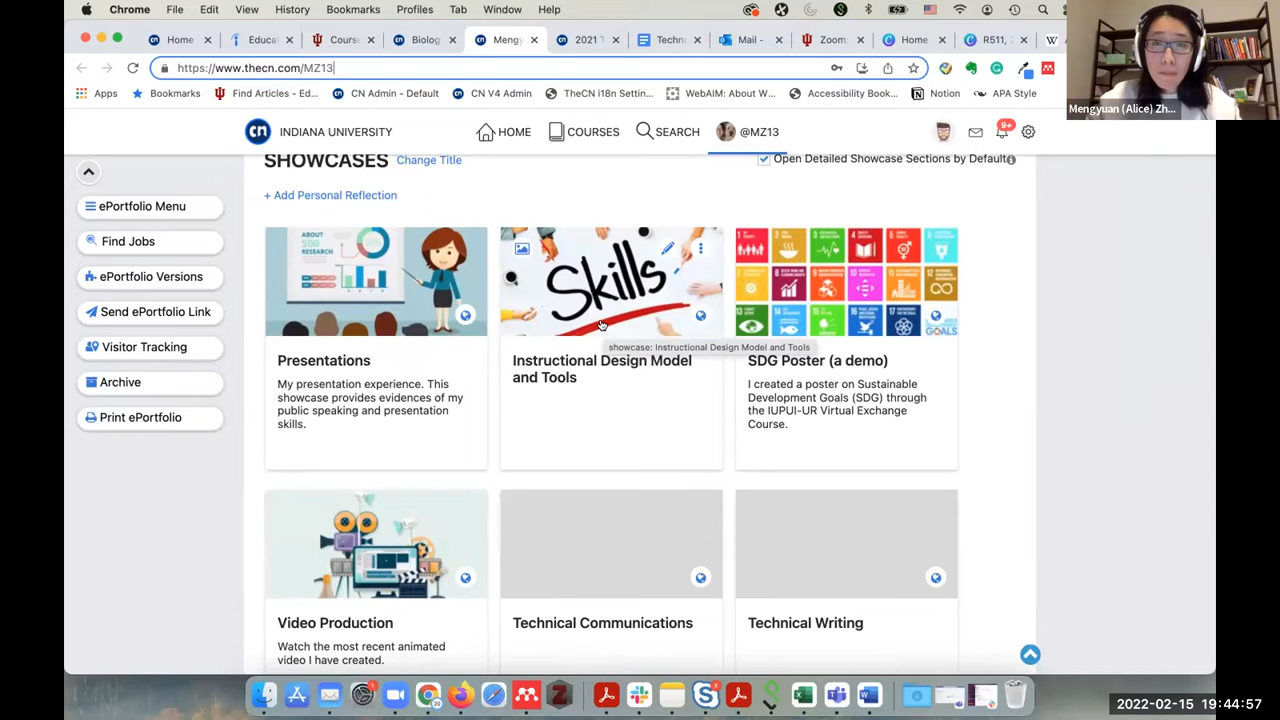 Chrome File Edit View History Bookmarks Profiles Tab Window Help
Home Educat Cours Biolog Mengy 2021 T Techn Mail - Zoom: Home R511,
https://www.thecn.com/MZ13
Apps Bookmarks Find Articles - Ed... CN Admin - Default CN V4 Admin TheCN i18n Settin... WebAIM: About W... Accessibility Book... Notion APA Style
Mengyuan (Alice) Zh...
cn INDIANA UNIVERSITY HOME COURSES SEARCH @MZ13 9+
SHOWCASES Change Title Open Detailed Showcase Sections by Default
+ Add Personal Reflection
ePortfolio Menu
Find Jobs
ePortfolio Versions
Send ePortfolio Link
Visitor Tracking
Archive
Print ePortfolio
ABOUT
500
RESEARCH
Skills
GOALS
showcase: Instructional Design Model and Tools
Presentations
My presentation experience. This
showcase provides evidences of my
public speaking and presentation
skills.
Instructional Design Model
and Tools
SDG Poster (a demo)
I created a poster on Sustainable
Development Goals (SDG) through
the IUPUI-UR Virtual Exchange
Course.
Video Production
Watch the most recent animated
video I have created.
Technical Communications
Technical Writing
2022-02-15 19:44:57